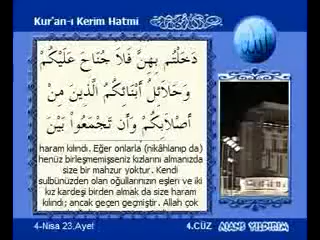 Kur'an-ı Kerim Hatmi
دَخَلْتُم بِهِنَّ فَلَا جُنَاحَ عَلَيْكُمْ
وَحَلَائِلُ أَبْنَائِكُمُ الَّذِينَ مِنْ
أَصْلَابِكُمْ وَأَن تَجْمَعُوا بَيْنَ
haram kılındı. Eğer onlarla (nikâhlanıp da)
henüz birleşmemişseniz kızlarını almanızda
size bir mahzur yoktur. Kendi
sulbünüzden olan oğullarınızın eşleri ve iki
kız kardeşi birden almak da size haram
kılındı; ancak geçen geçmiştir. Allah çok
4-Nisa 23.Ayet
4.CÜZ
AJANS YILDIRIM